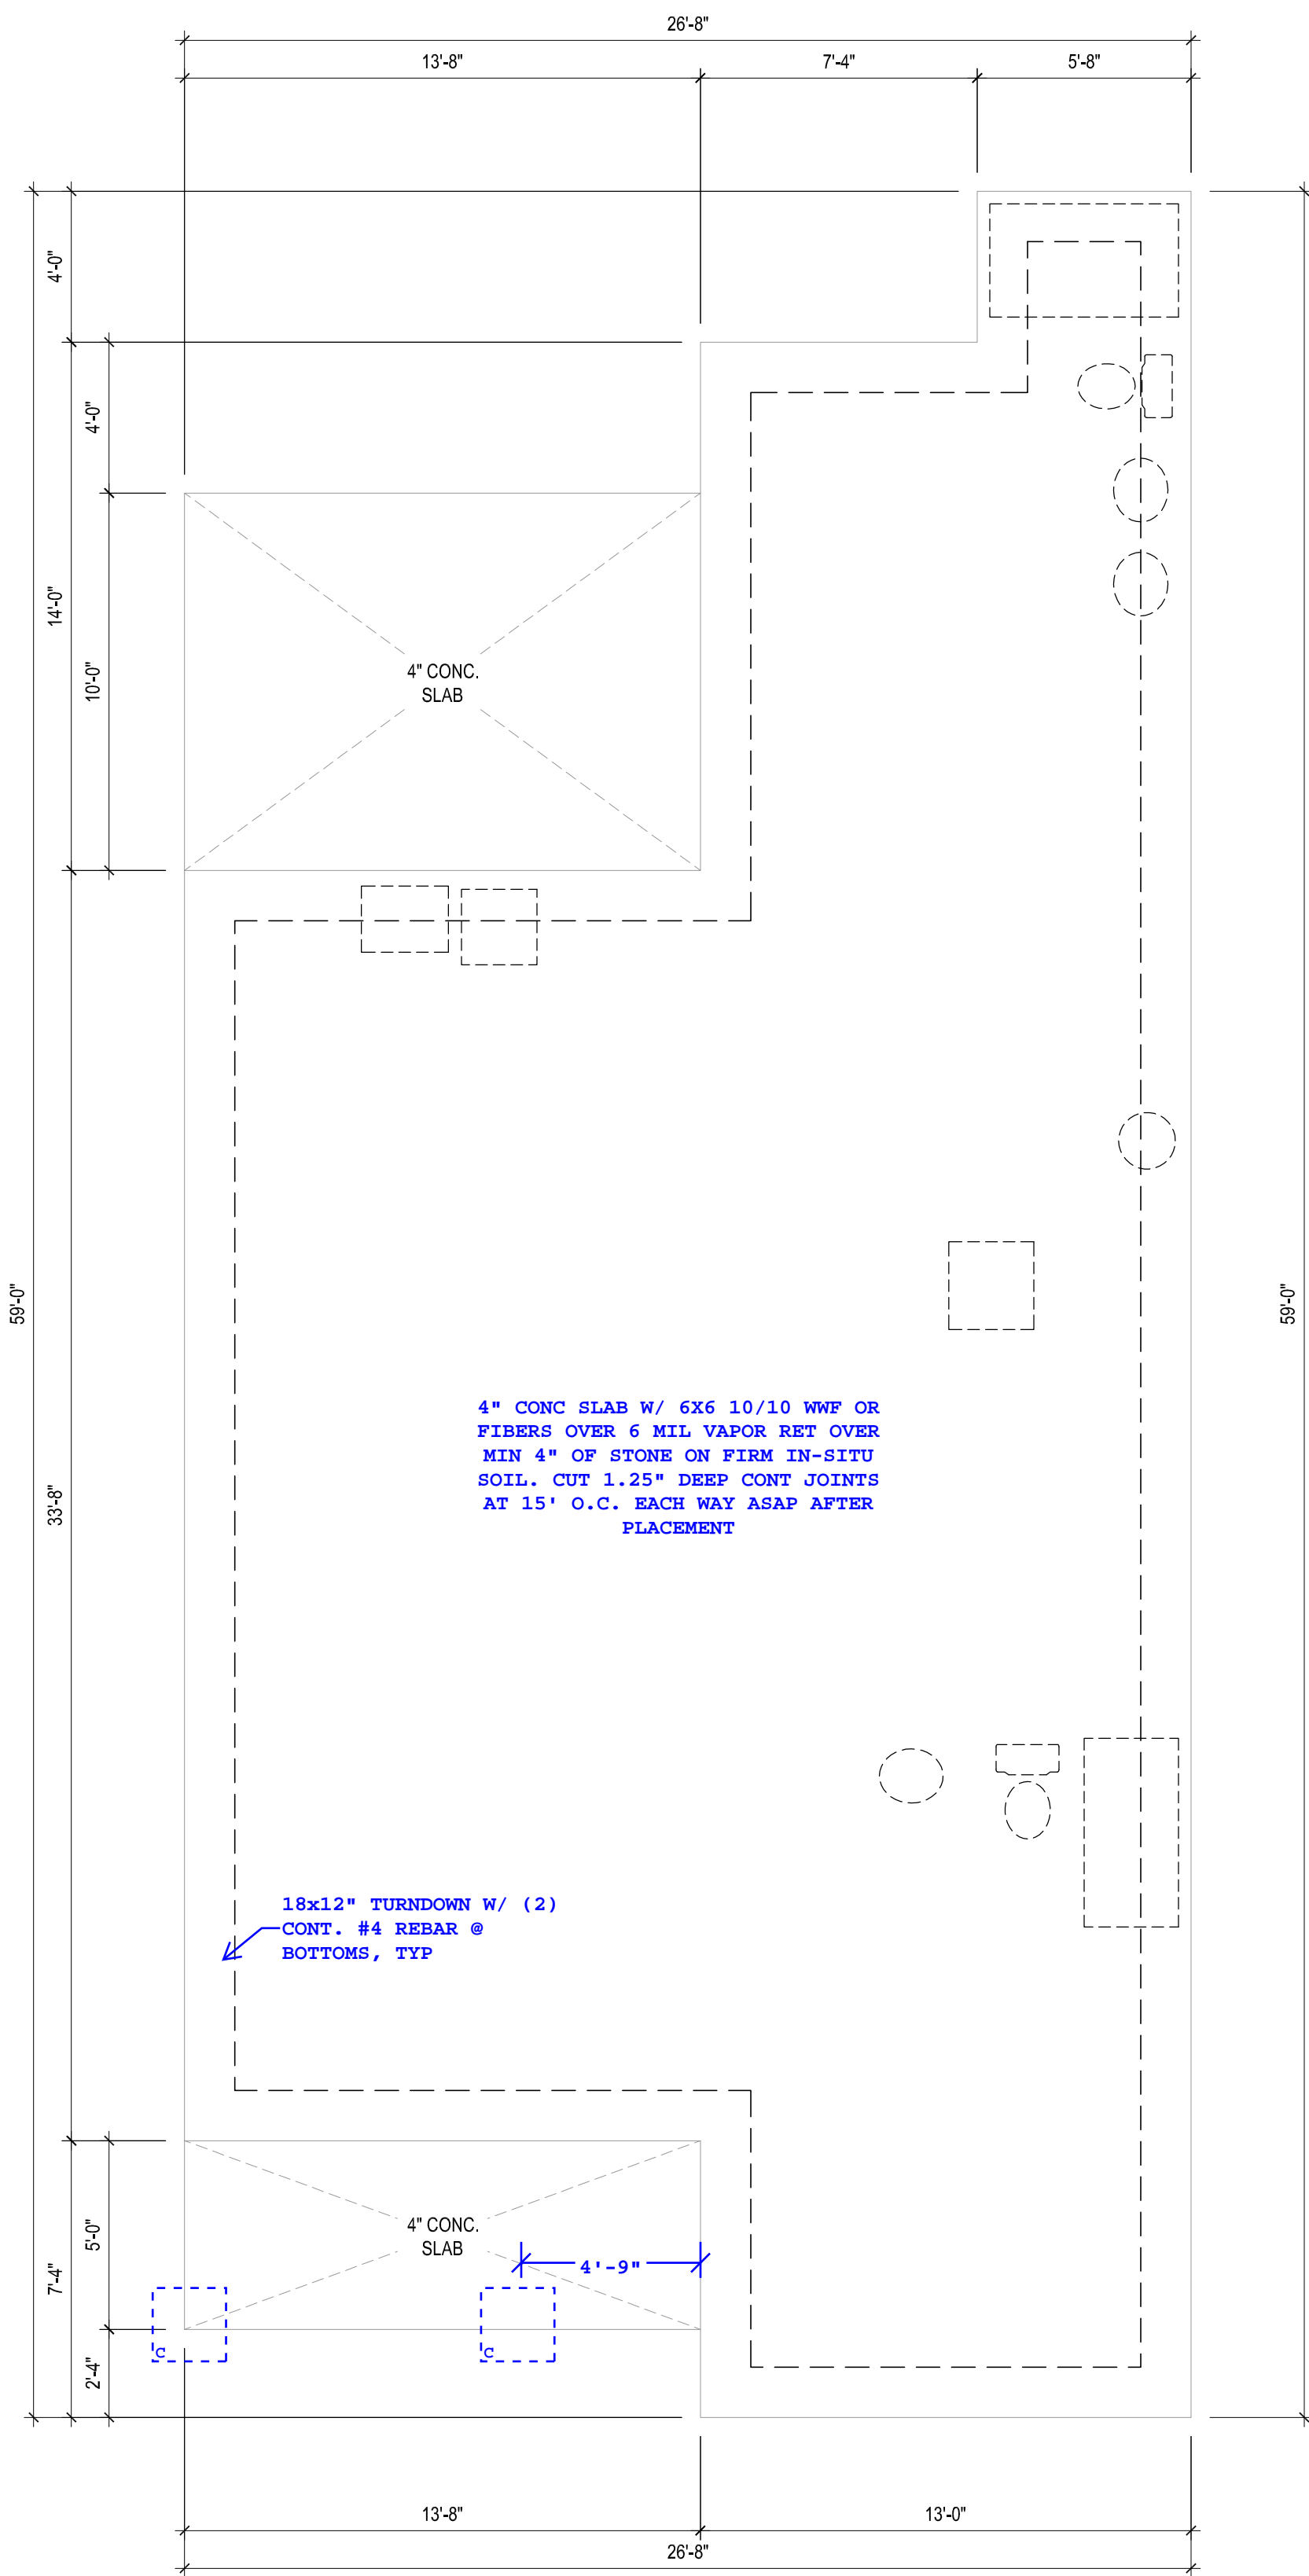 26'-8"
13'-8"
7'-4"
5'-8"
4'-0"
4'-0"
14'-0"
10'-0"
4" CONC.
SLAB
59'-0"
59'-0"
33'-8"
4" CONC SLAB W/ 6X6 10/10 WWF OR
FIBERS OVER 6 MIL VAPOR RET OVER
MIN 4" OF STONE ON FIRM IN-SITU
SOIL. CUT 1.25" DEEP CONT JOINTS
AT 15' O.C. EACH WAY ASAP AFTER
PLACEMENT
18x12" TURNDOWN W/ (2)
CONT. #4 REBAR @
BOTTOMS, TYP
4" CONC.
SLAB
5'-0"
7'-4"
4'-9"
C
C
2'-4"
13'-8"
13'-0"
26'-8"